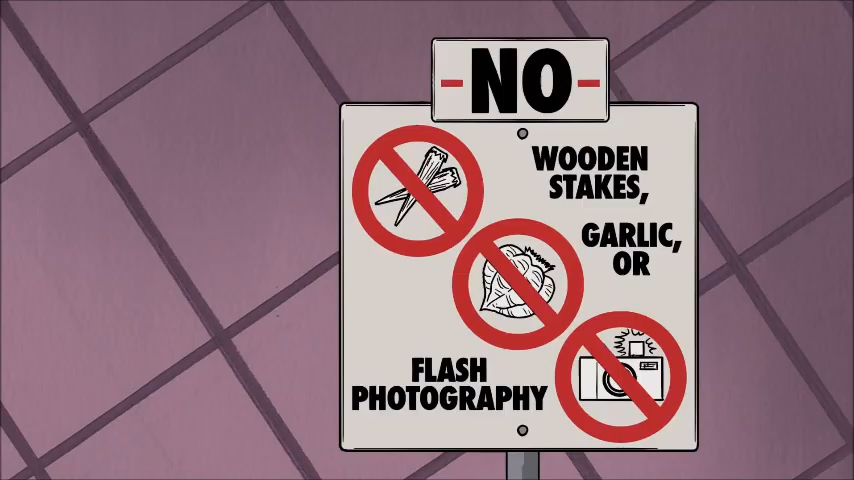 -NO-
WOODEN
STAKES,
GARLIC,
OR
FLASH
PHOTOGRAPHY